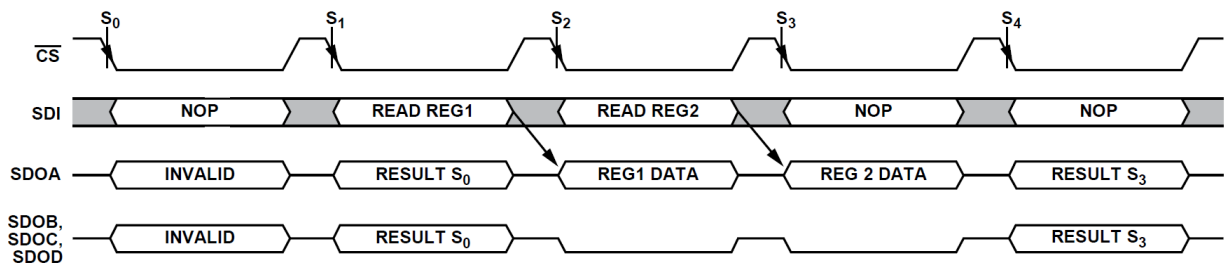 S0 S1 S2 S3 S4
CS
SDI NOP READ REG1 READ REG2 NOP NOP
SDOA INVALID RESULT S0 REG1 DATA REG 2 DATA RESULT S3
SDOB,
SDOC,
SDOD
INVALID RESULT S0 RESULT S3